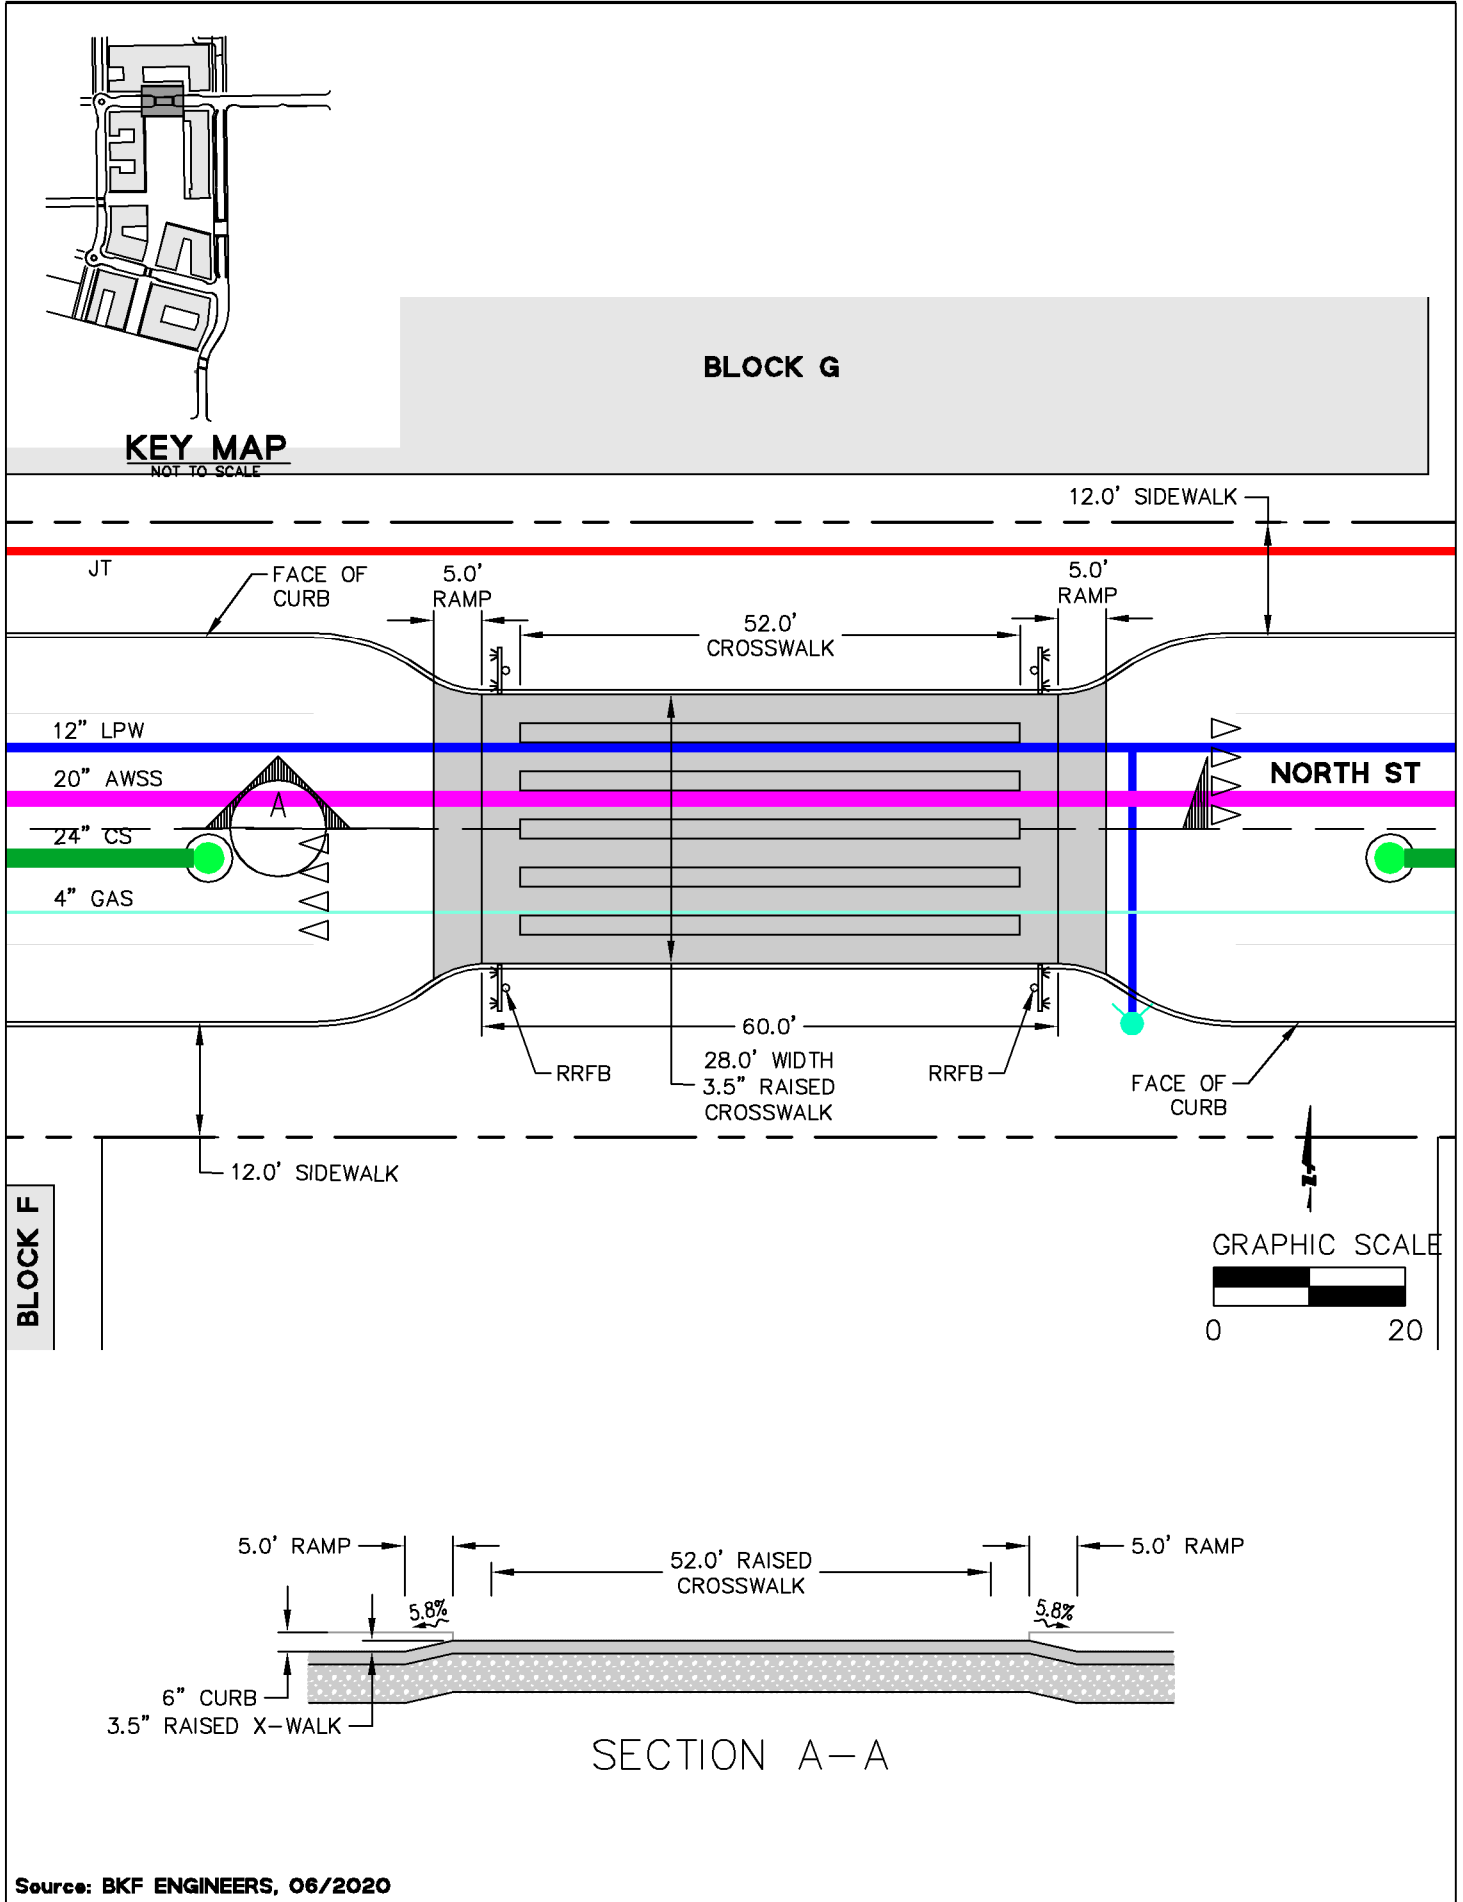 BLOCK G
KEY MAP
NOT TO SCALE
12.0' SIDEWALK
JT
FACE OF
CURB
5.0'
RAMP
52.0'
CROSSWALK
5.0'
RAMP
12" LPW
20" AWSS
NORTH ST
A
24" CS
4" GAS
60.0'
RRFB
28.0' WIDTH
3.5" RAISED
CROSSWALK
RRFB
FACE OF
CURB
12.0' SIDEWALK
Z
BLOCK F
GRAPHIC SCALE
0 20
5.0' RAMP
52.0' RAISED
CROSSWALK
5.0' RAMP
5.8%
5.8%
6" CURB
3.5" RAISED X-WALK
SECTION A-A
Source: BKF ENGINEERS, 06/2020